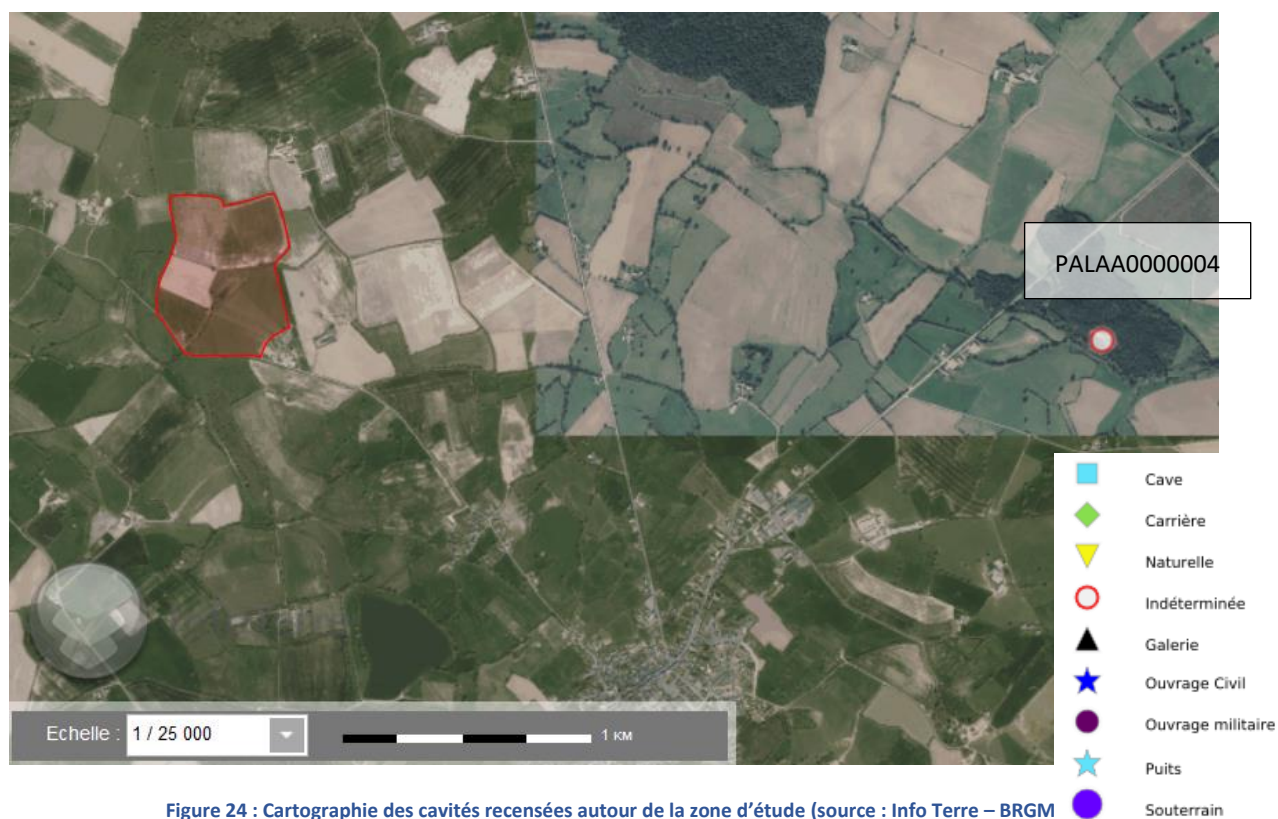 PALAA0000004
Cave
Carrière
Naturelle
Indéterminée
Galerie
Ouvrage Civil
Ouvrage militaire
Puits
Souterrain
Echelle : 1 / 25 000
1 KM
Figure 24 : Cartographie des cavités recensées autour de la zone d'étude (source : Info Terre – BRGM